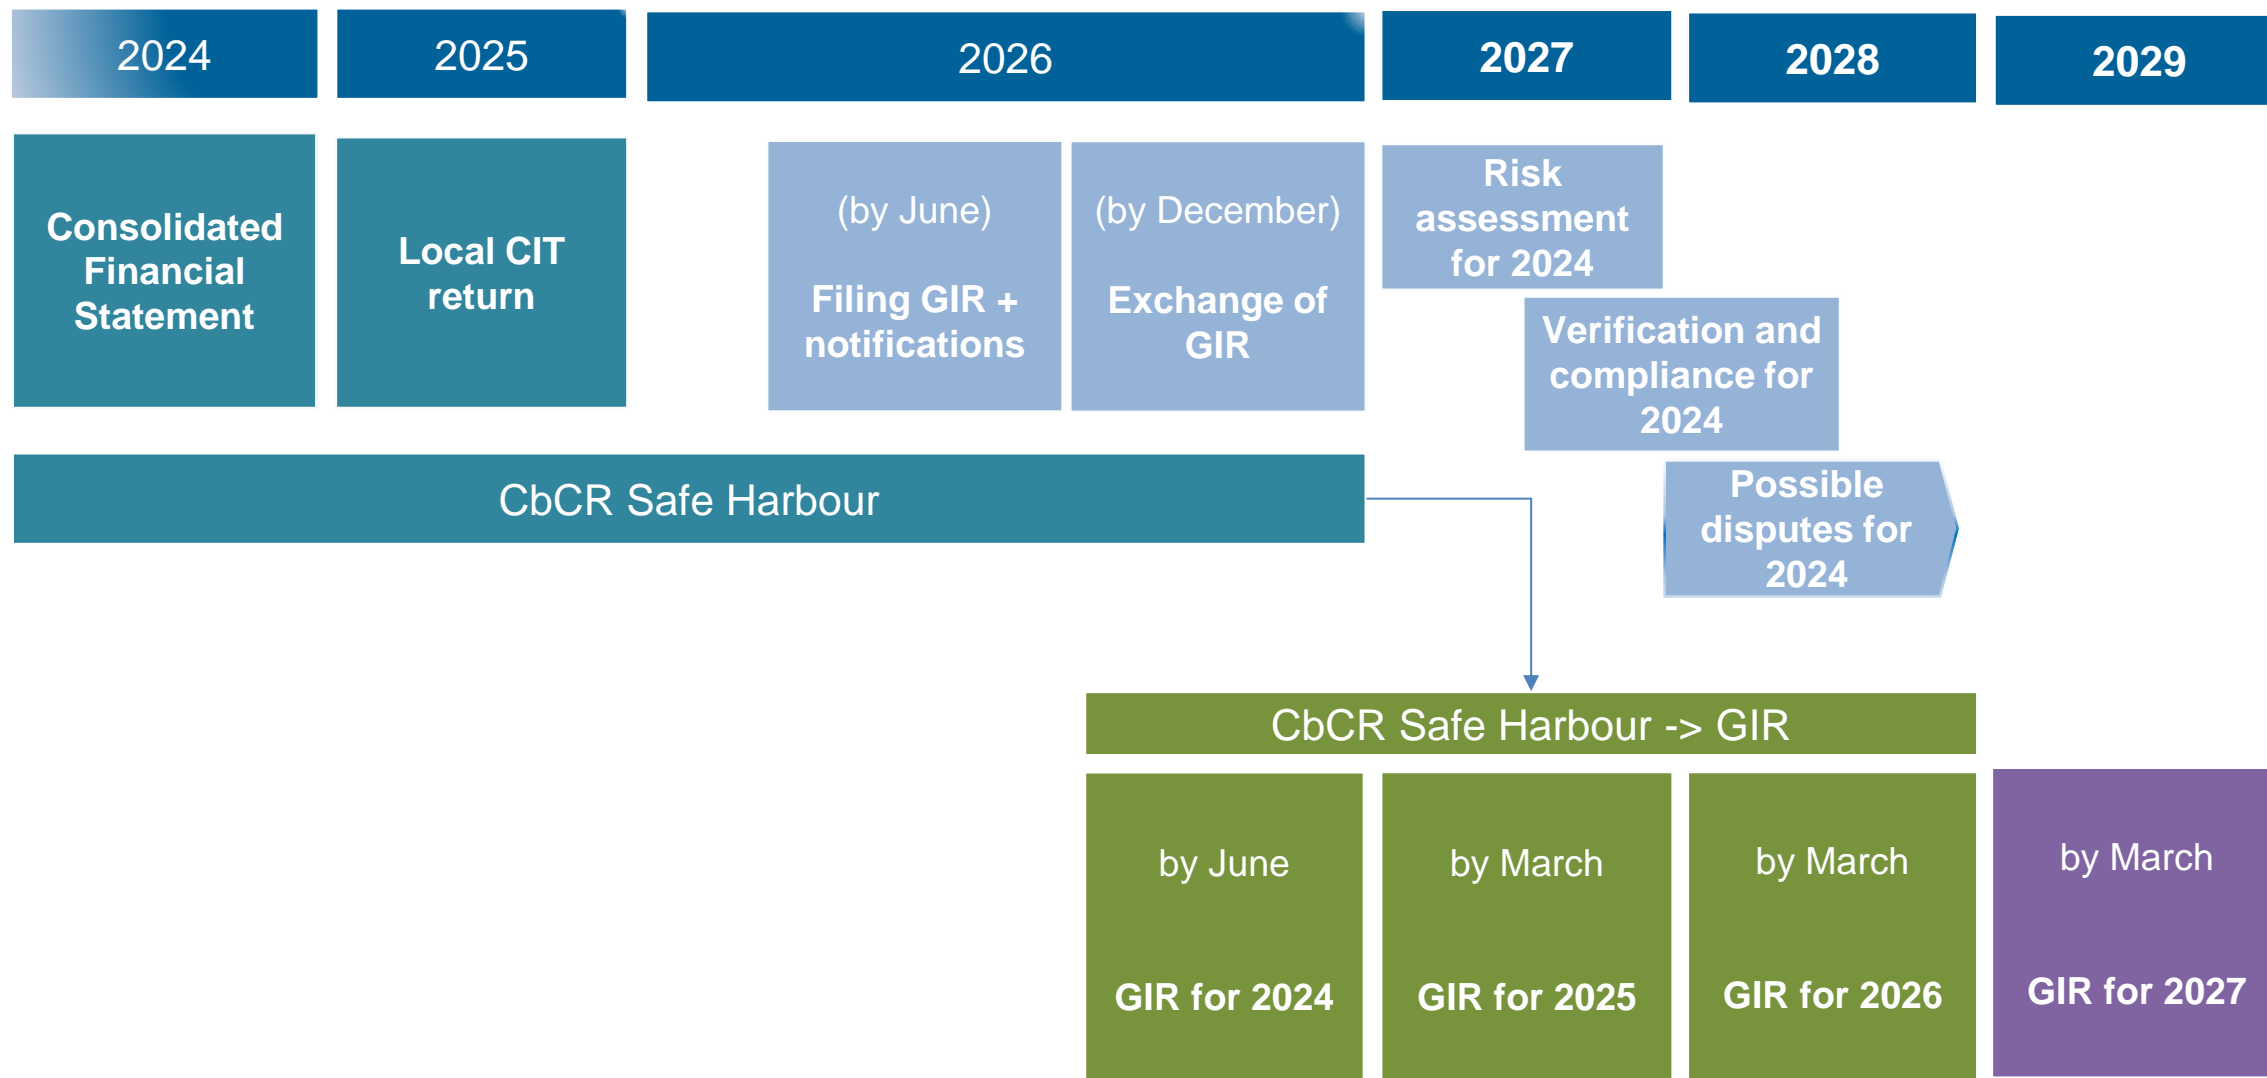 2024
2025
2026
2027
2028
2029
Consolidated
Financial
Statement
Local CIT
return
(by June)
Filing GIR +
notifications
(by December)
Exchange of
GIR
Risk
assessment
for 2024
Verification and
compliance for
2024
Possible
disputes for
2024
CbCR Safe Harbour
CbCR Safe Harbour -> GIR
by June
GIR for 2024
by March
GIR for 2025
by March
GIR for 2026
by March
GIR for 2027